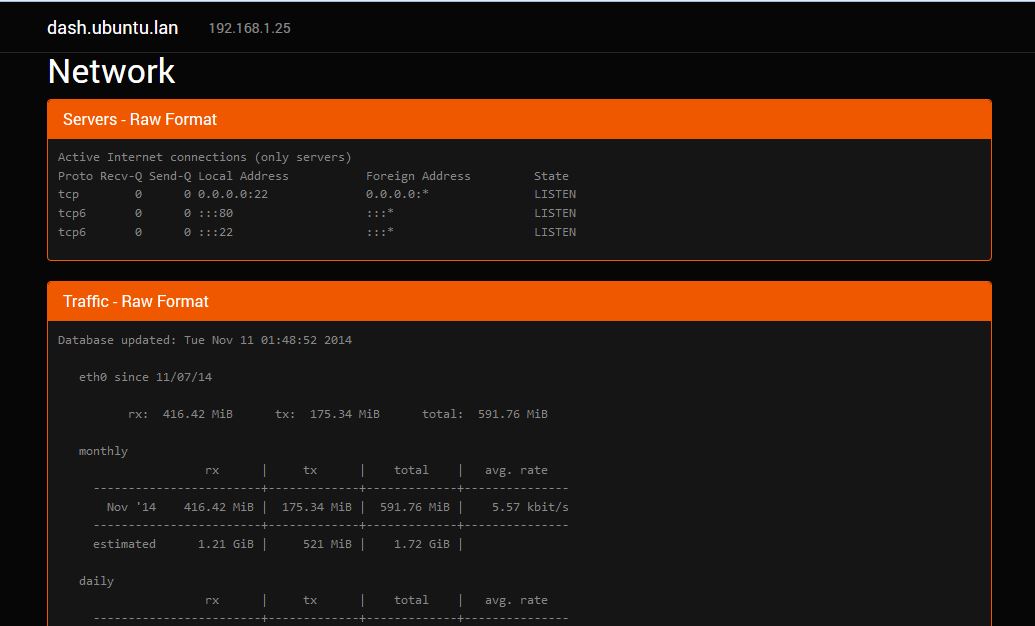 dash.ubuntu.lan 192.168.1.25
Network
Servers - Raw Format
Active Internet connections (only servers)
Proto Recv-Q Send-Q Local Address           Foreign Address         State
tcp        0      0 0.0.0.0:22              0.0.0.0:*               LISTEN
tcp6       0      0 :::80                   :::*                    LISTEN
tcp6       0      0 :::22                   :::*                    LISTEN
Traffic - Raw Format
Database updated: Tue Nov 11 01:48:52 2014
   eth0 since 11/07/14
          rx:  416.42 MiB      tx:  175.34 MiB      total:  591.76 MiB
   monthly
                     rx      |     tx      |    total    |   avg. rate
     ------------------------+-------------+-------------+---------------
       Nov '14    416.42 MiB |  175.34 MiB |  591.76 MiB |    5.57 kbit/s
     ------------------------+-------------+-------------+---------------
     estimated      1.21 GiB |     521 MiB |    1.72 GiB |
   daily
                     rx      |     tx      |    total    |   avg. rate
     ------------------------+-------------+-------------+---------------